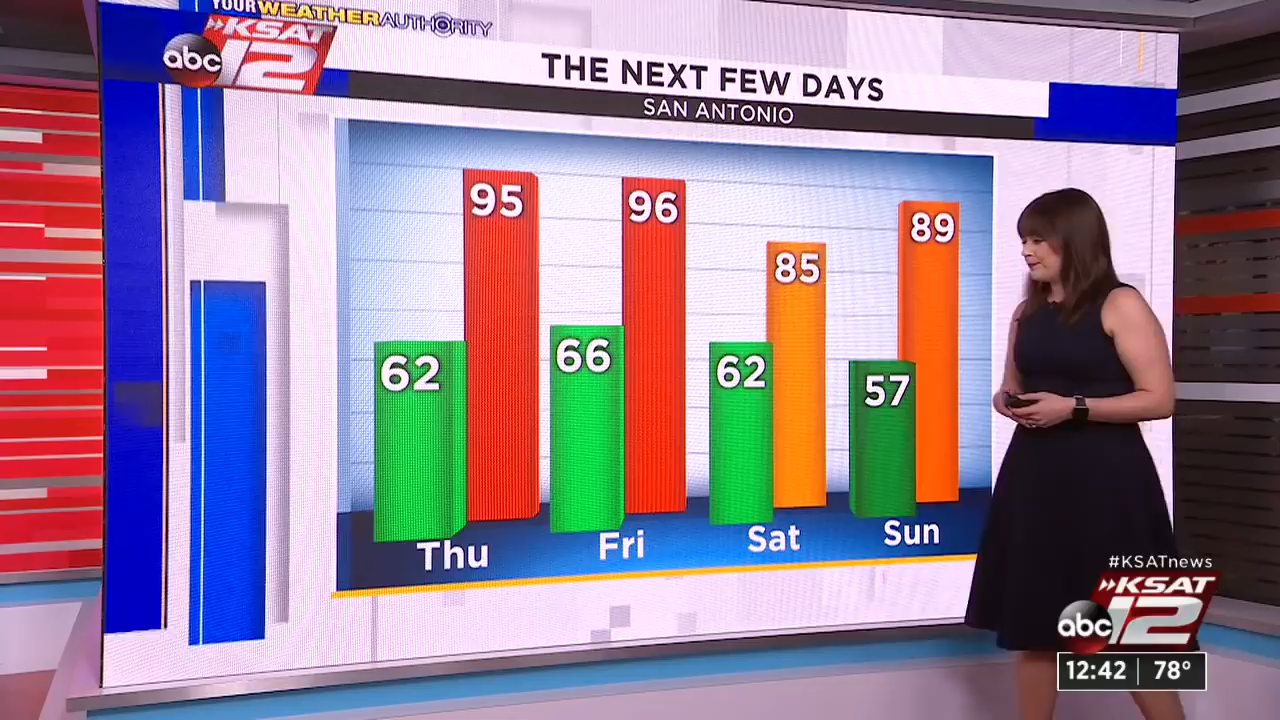 YOUR WEATHER AUTHORITY
KSAT
abc 12
THE NEXT FEW DAYS
SAN ANTONIO
95
96
89
85
62
66
62
57
Thu
Fri
Sat
Sun
#KSATnews
KSAT
abc 12
12:42 78°